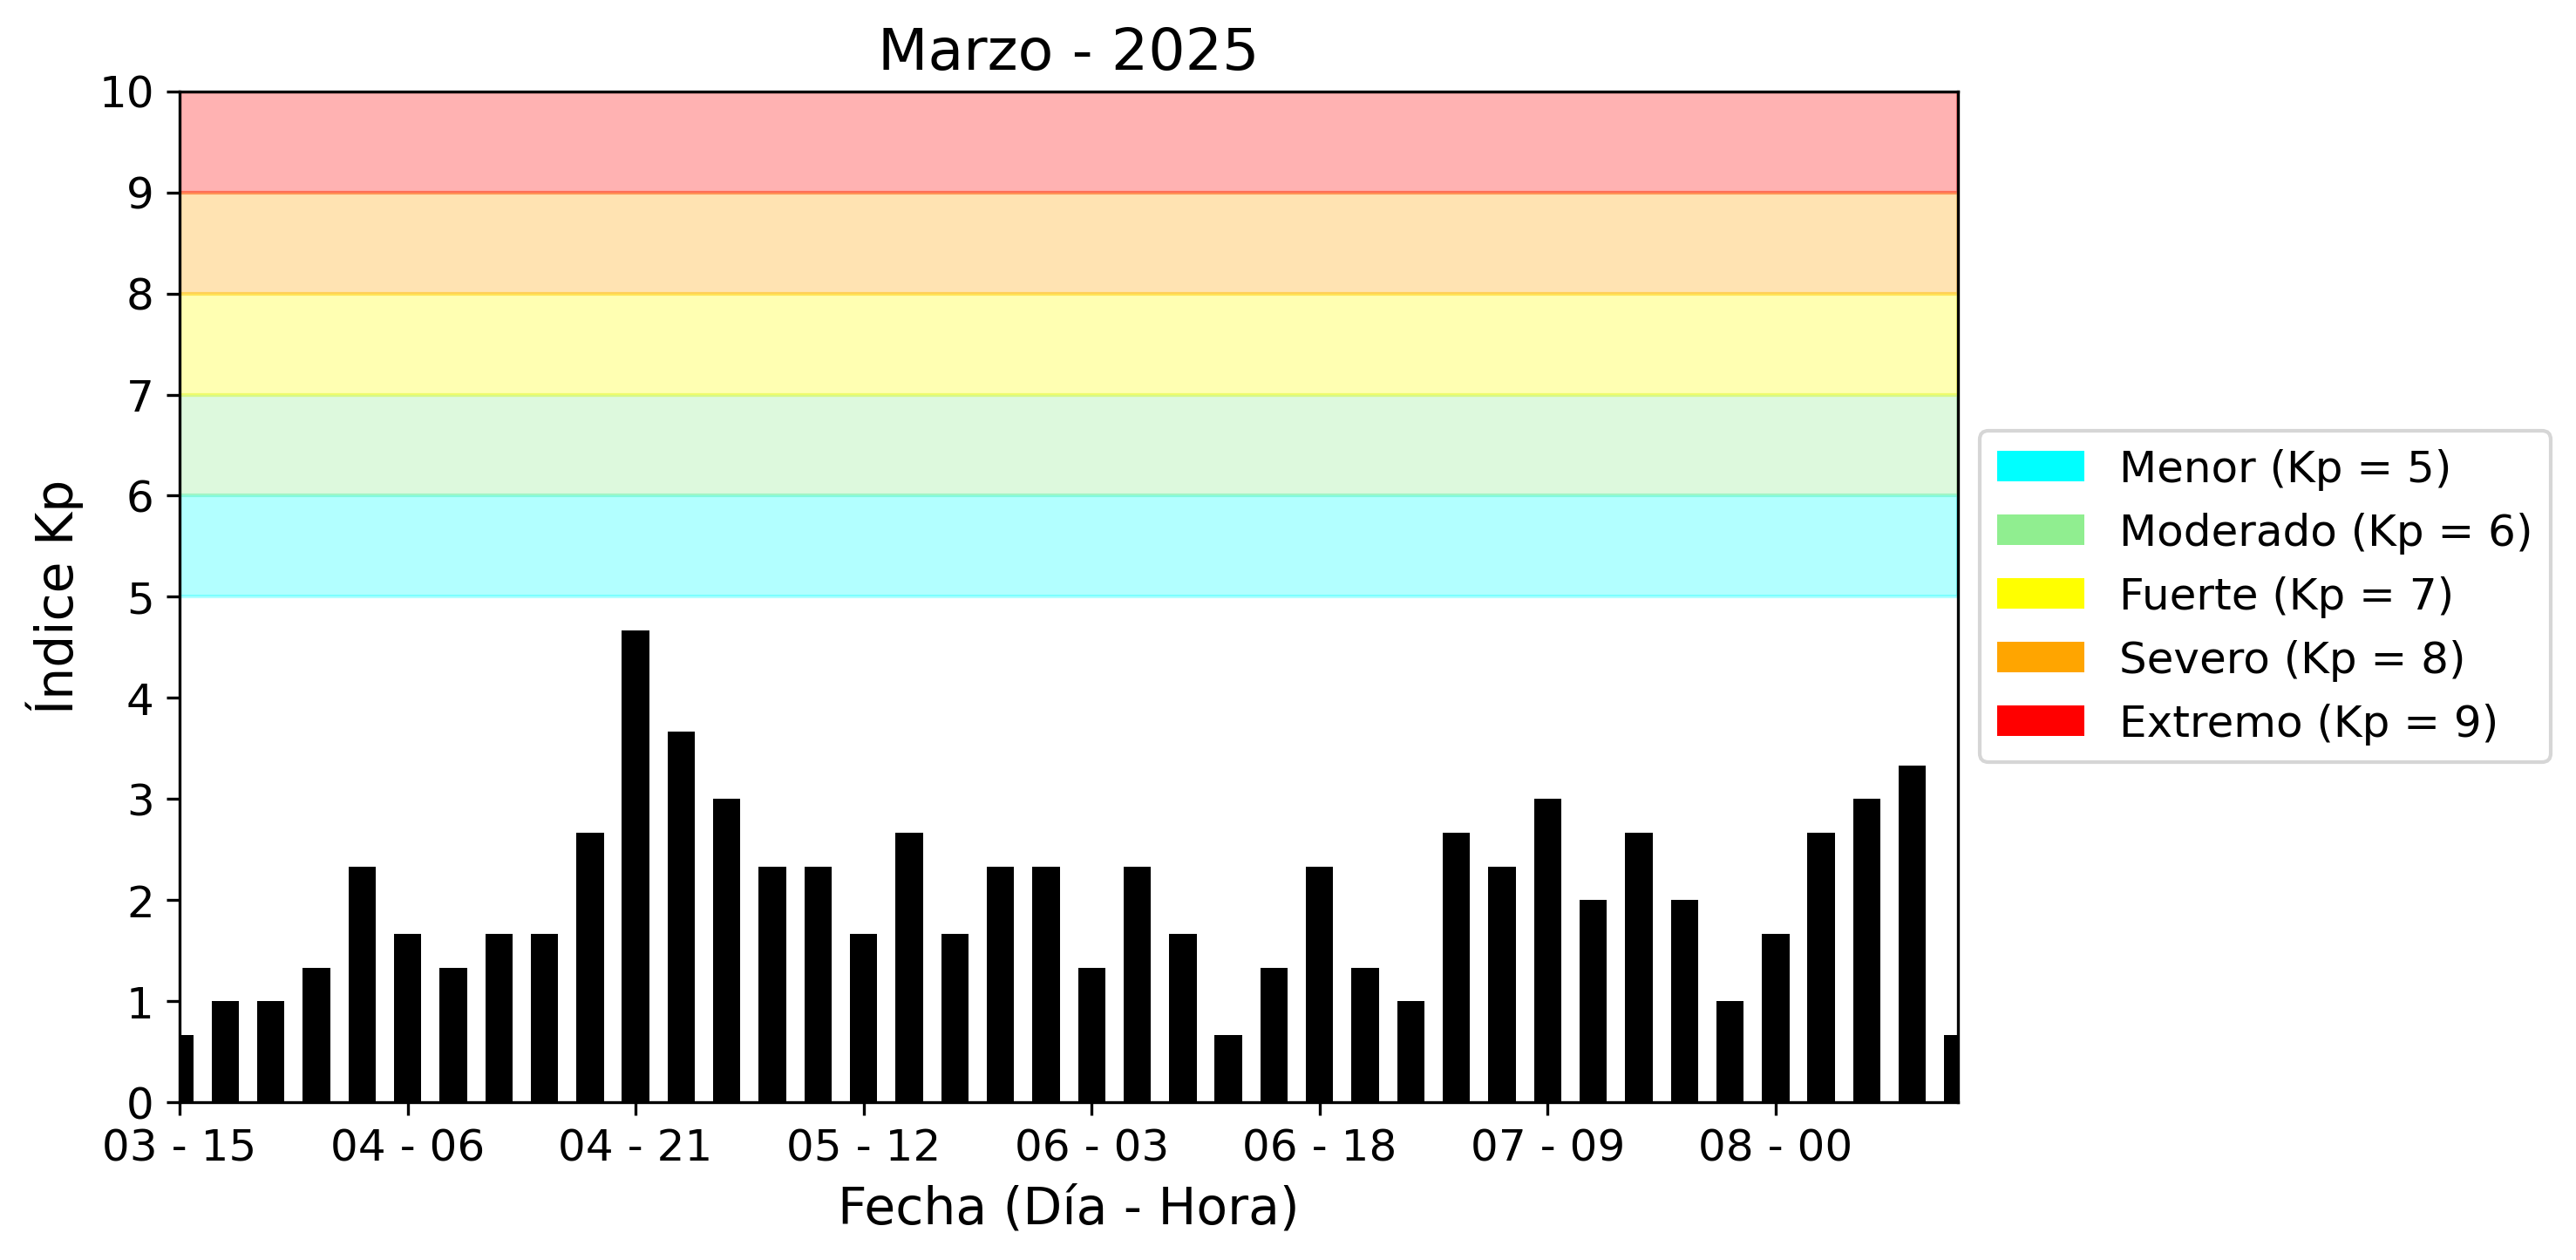 Marzo - 2025
10
9
8
7
6
5
4
3
2
1
0
Índice Kp
03 - 15
04 - 06
04 - 21
05 - 12
06 - 03
06 - 18
07 - 09
08 - 00
Fecha (Día - Hora)
Menor (Kp = 5)
Moderado (Kp = 6)
Fuerte (Kp = 7)
Severo (Kp = 8)
Extremo (Kp = 9)